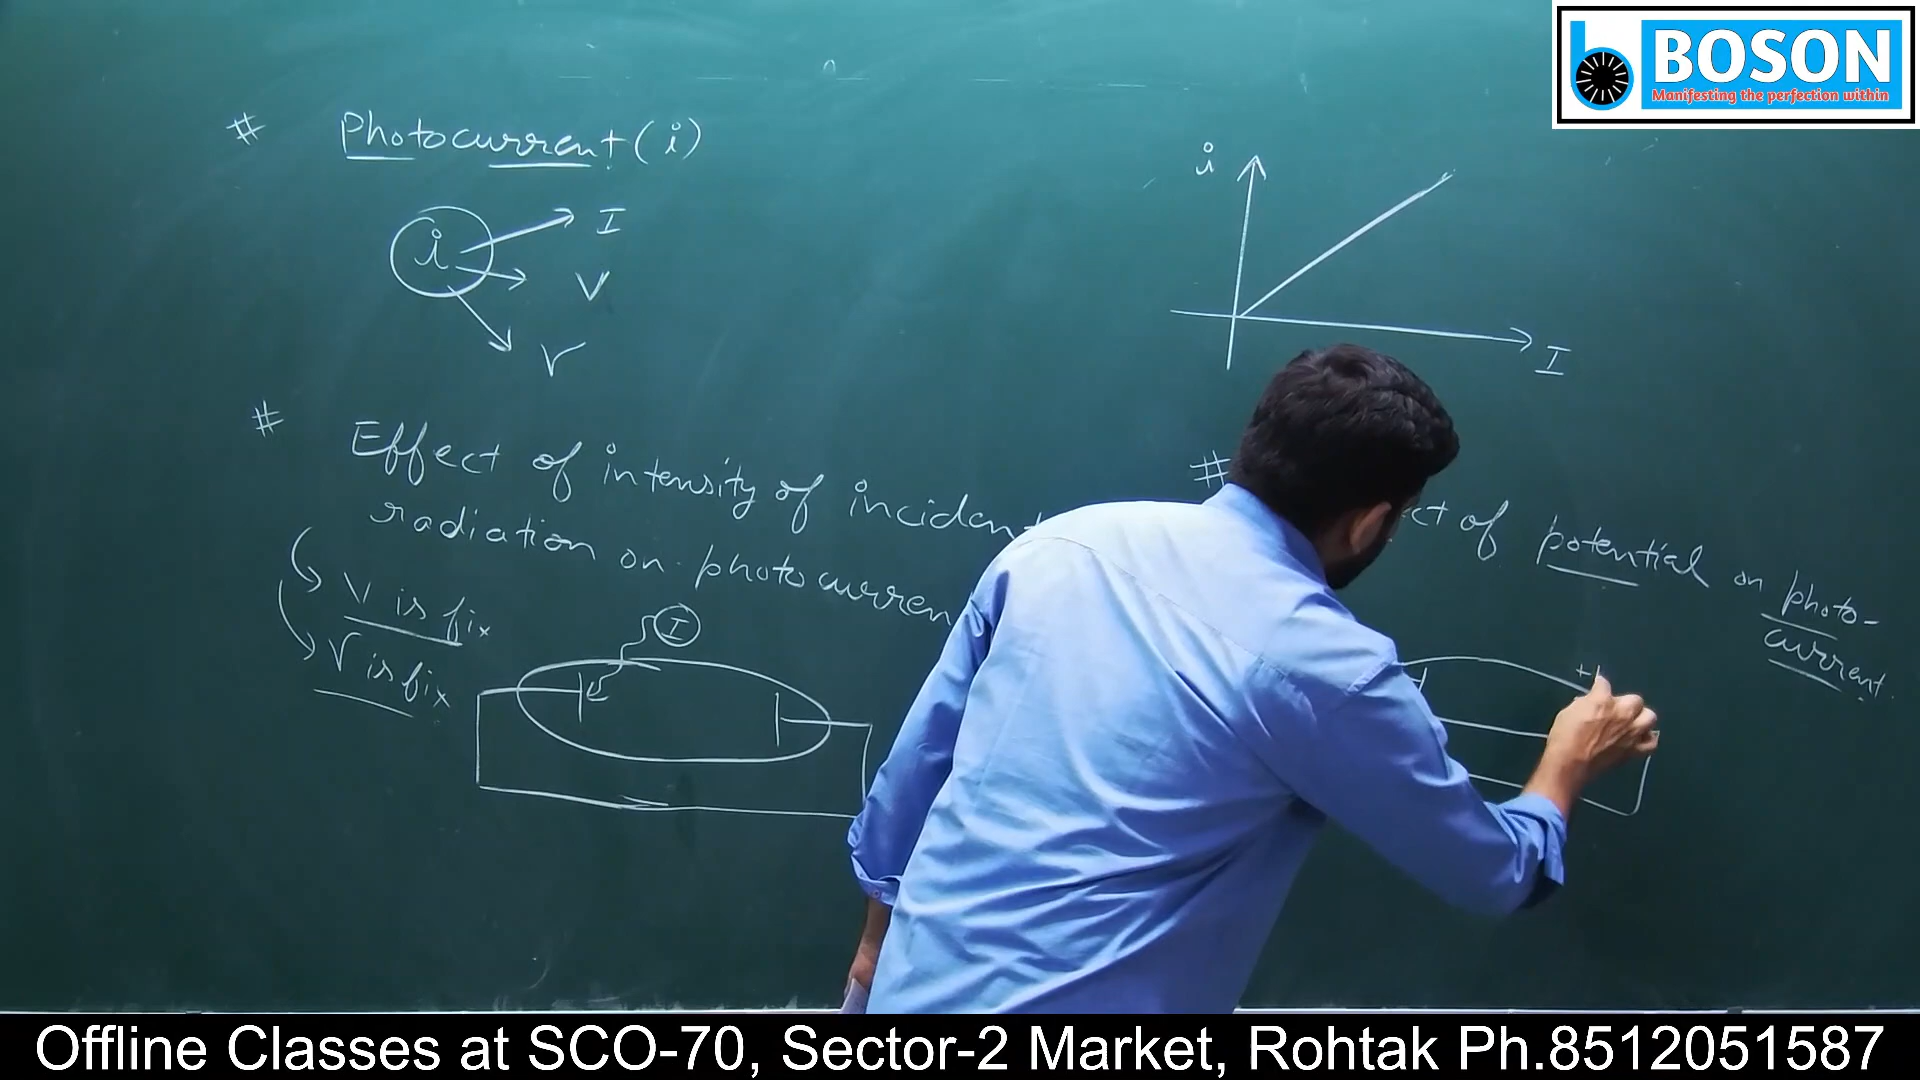 BOSON
Manifesting the perfection within
# Photocurrent (i)
i
I
V
ν
# Effect of intensity of incident
radiation on photocurren
V is fix
ν is fix
I
i
I
# ct of potential on photo-
current.
+
Offline Classes at SCO-70, Sector-2 Market, Rohtak Ph.8512051587